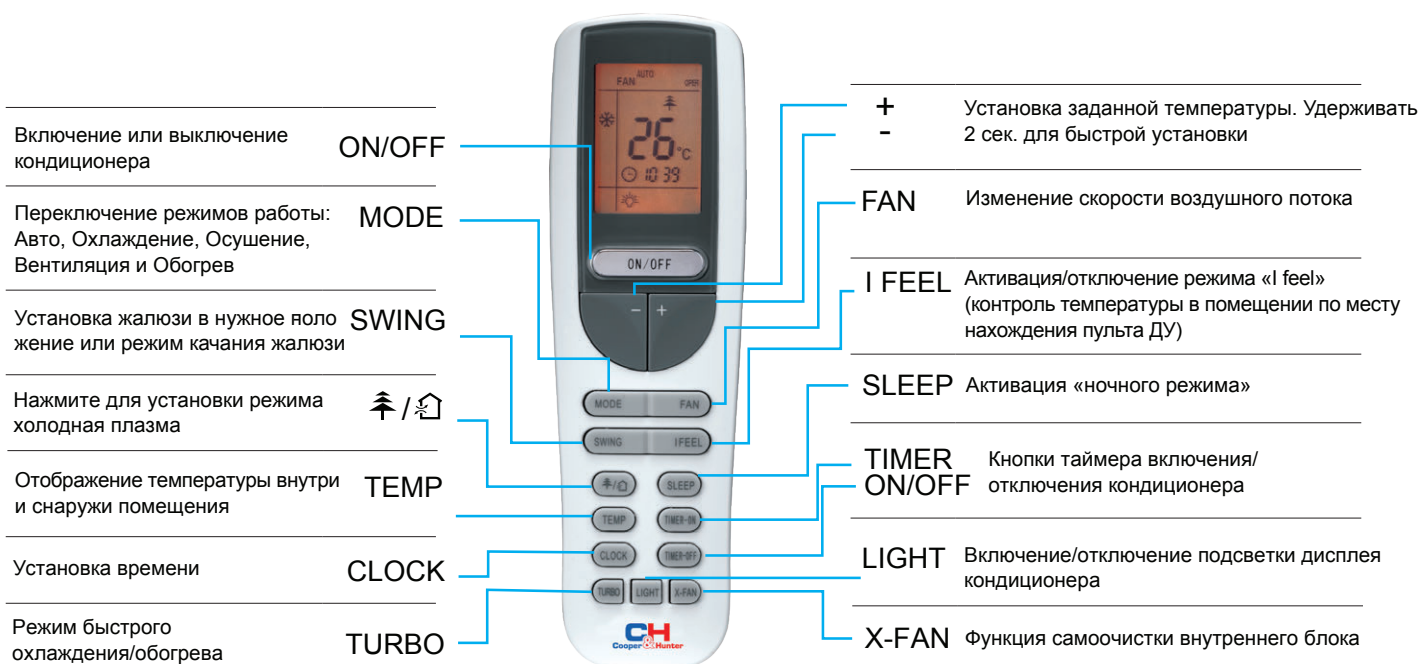 Включение или выключение
кондиционера
ON/OFF
Переключение режимов работы:
Авто, Охлаждение, Осушение,
Вентиляция и Обогрев
MODE
Установка жалюзи в нужное поло
жение или режим качания жалюзи
SWING
Нажмите для установки режима
холодная плазма
/
Отображение температуры внутри
и снаружи помещения
TEMP
Установка времени
CLOCK
Режим быстрого
охлаждения/обогрева
TURBO
FAN AUTO OPER
26°C
10 39
ON/OFF
- +
MODE FAN
SWING I FEEL
/ SLEEP
TEMP TIMER-ON
CLOCK TIMER-OFF
TURBO LIGHT X-FAN
CH
Cooper & Hunter
+
-
Установка заданной температуры. Удерживать
2 сек. для быстрой установки
FAN
Изменение скорости воздушного потока
I FEEL
Активация/отключение режима «I feel»
(контроль температуры в помещении по месту
нахождения пульта ДУ)
SLEEP
Активация «ночного режима»
TIMER
ON/OFF
Кнопки таймера включения/
отключения кондиционера
LIGHT
Включение/отключение подсветки дисплея
кондиционера
X-FAN
Функция самоочистки внутреннего блока